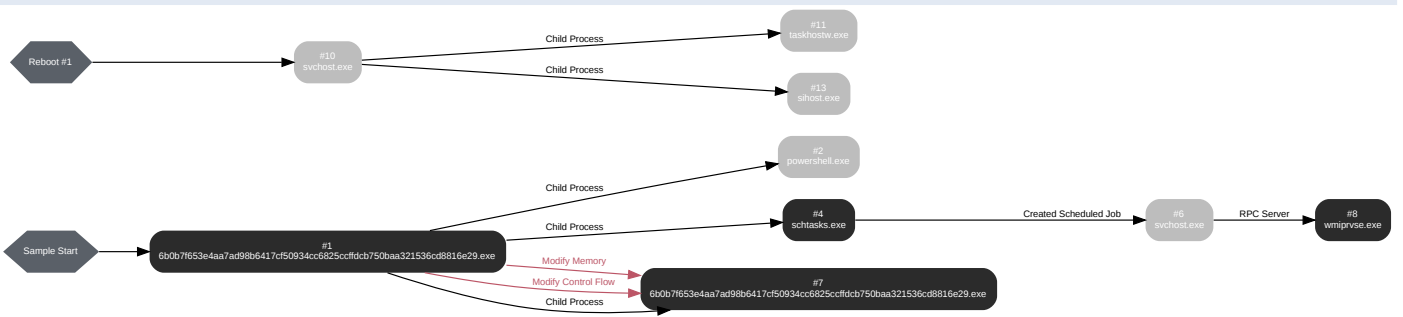 #11
taskhostw.exe
Child Process
Reboot #1
#10
svchost.exe
Child Process
#13
sihost.exe
#2
powershell.exe
Child Process
#4
schtasks.exe
Created Scheduled Job
#6
svchost.exe
RPC Server
#8
wmiprvse.exe
Child Process
Sample Start
#1
6b0b7f653e4aa7ad98b6417cf50934cc6825ccffdcb750baa321536cd8816e29.exe
Modify Memory
Modify Control Flow
Child Process
#7
6b0b7f653e4aa7ad98b6417cf50934cc6825ccffdcb750baa321536cd8816e29.exe